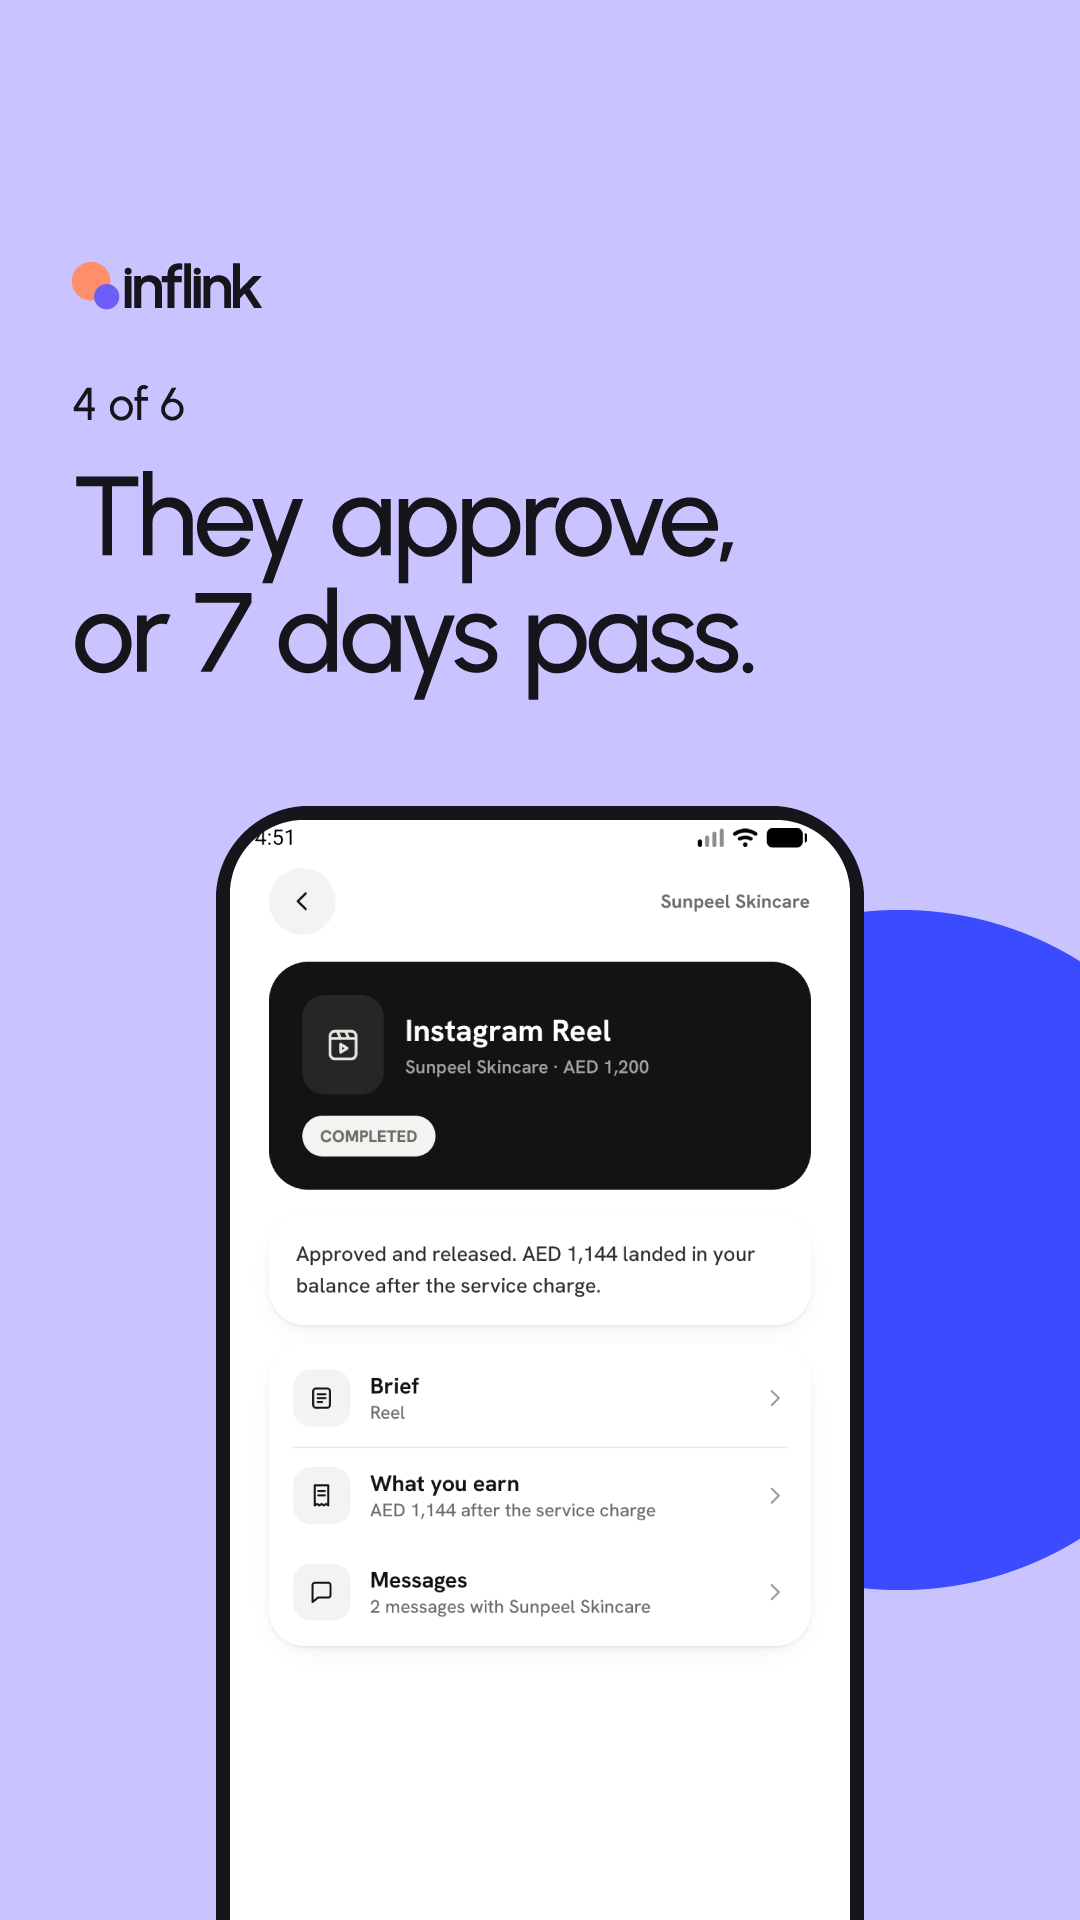 inflink
4 of 6
They approve,
or 7 days pass.
4:51
Sunpeel Skincare
Instagram Reel
Sunpeel Skincare · AED 1,200
COMPLETED
Approved and released. AED 1,144 landed in your
balance after the service charge.
Brief
Reel
What you earn
AED 1,144 after the service charge
Messages
2 messages with Sunpeel Skincare